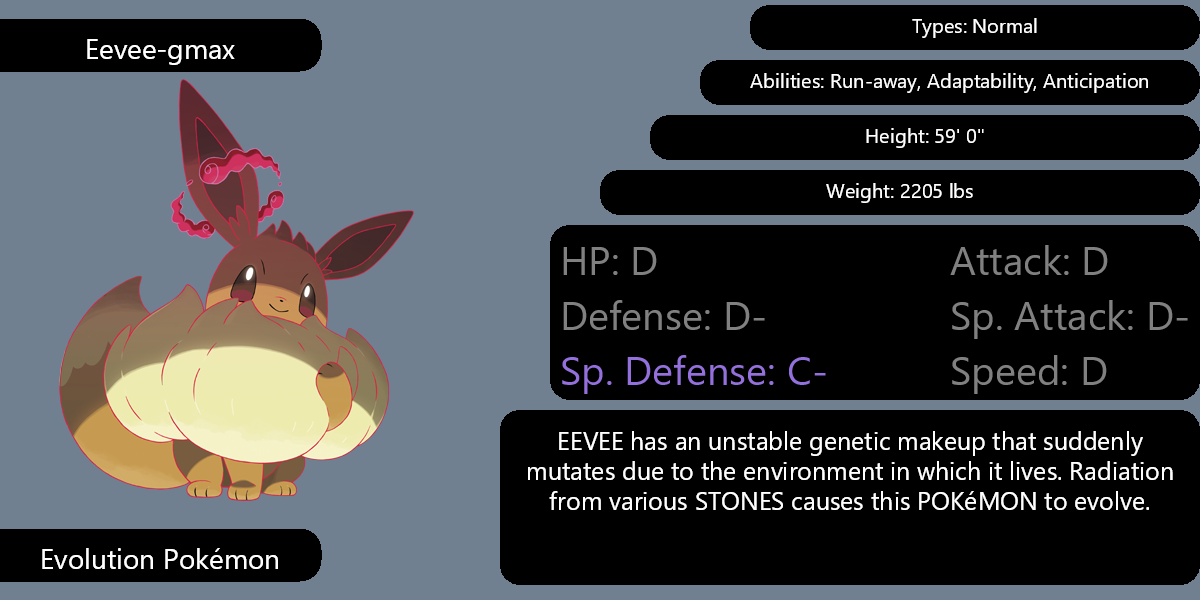 Eevee-gmax
Types: Normal
Abilities: Run-away, Adaptability, Anticipation
Height: 59' 0"
Weight: 2205 lbs
HP: D
Attack: D
Defense: D-
Sp. Attack: D-
Sp. Defense: C-
Speed: D
EEVEE has an unstable genetic makeup that suddenly
mutates due to the environment in which it lives. Radiation
from various STONES causes this POKéMON to evolve.
Evolution Pokémon